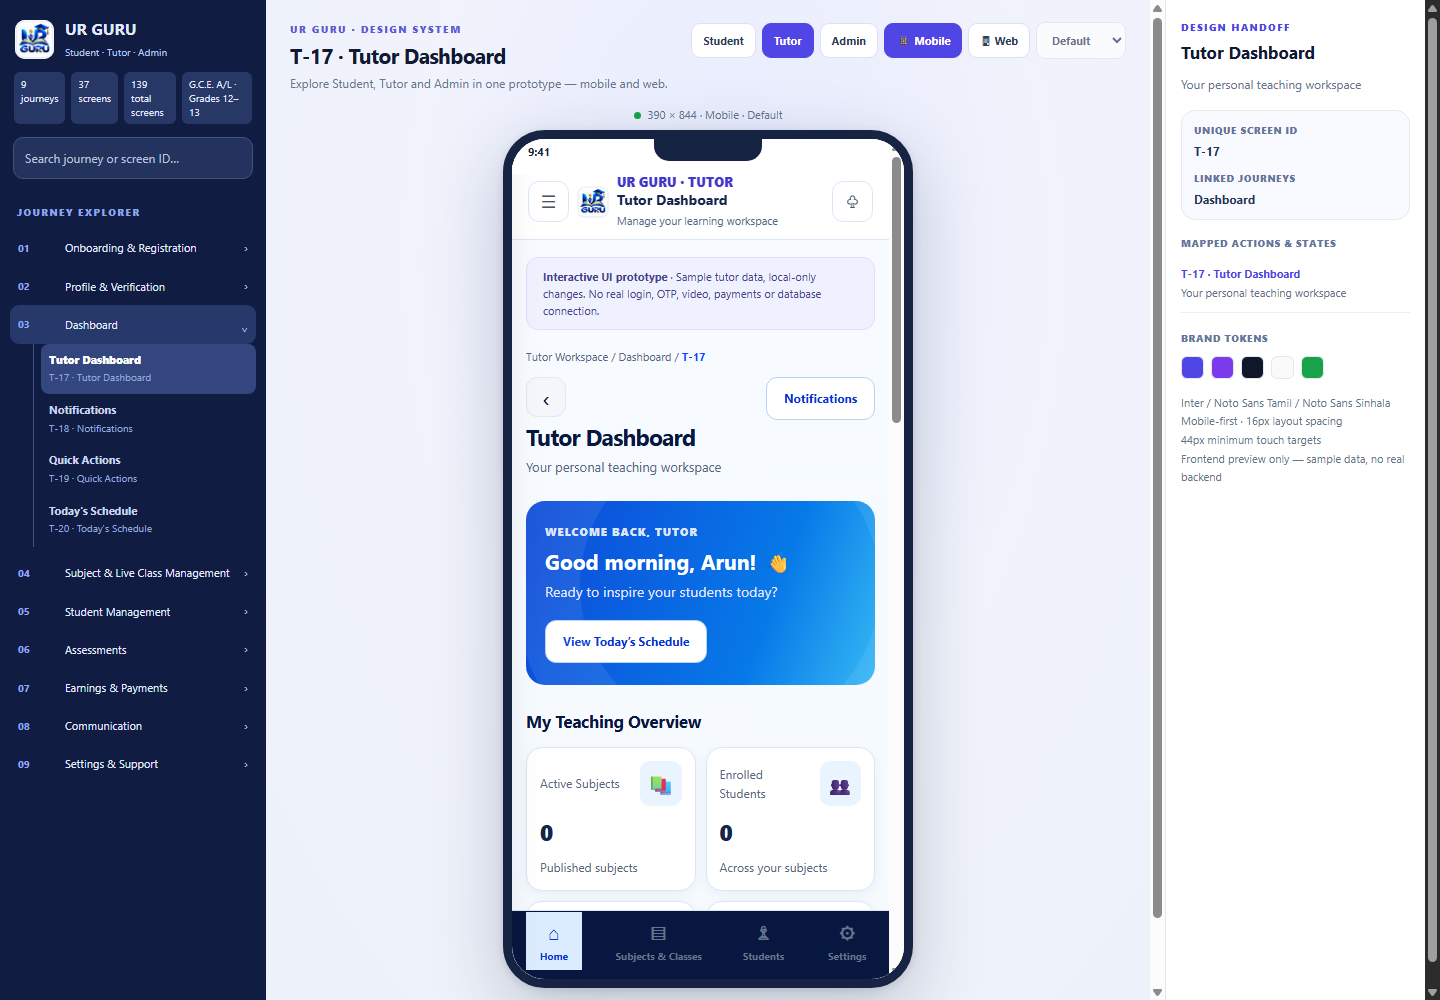 UR GURU
Student · Tutor · Admin
9 journeys
37 screens
139 total screens
G.C.E. A/L · Grades 12–13
Search journey or screen ID...
JOURNEY EXPLORER
01 Onboarding & Registration ›
02 Profile & Verification ›
03 Dashboard
Tutor Dashboard
T-17 · Tutor Dashboard
Notifications
T-18 · Notifications
Quick Actions
T-19 · Quick Actions
Today's Schedule
T-20 · Today's Schedule
04 Subject & Live Class Management ›
05 Student Management ›
06 Assessments ›
07 Earnings & Payments ›
08 Communication ›
09 Settings & Support ›
UR GURU · DESIGN SYSTEM
T-17 · Tutor Dashboard
Explore Student, Tutor and Admin in one prototype — mobile and web.
Student
Tutor
Admin
Mobile
Web
Default
390 × 844 · Mobile · Default
9:41
UR GURU
UR GURU · TUTOR
Tutor Dashboard
Manage your learning workspace
Interactive UI prototype · Sample tutor data, local-only
changes. No real login, OTP, video, payments or database
connection.
Tutor Workspace / Dashboard / T-17
‹
Notifications
Tutor Dashboard
Your personal teaching workspace
WELCOME BACK, TUTOR
Good morning, Arun! 👋
Ready to inspire your students today?
View Today's Schedule
My Teaching Overview
Active Subjects
0
Published subjects
Enrolled
Students
0
Across your subjects
Home
Subjects & Classes
Students
Settings
DESIGN HANDOFF
Tutor Dashboard
Your personal teaching workspace
UNIQUE SCREEN ID
T-17
LINKED JOURNEYS
Dashboard
MAPPED ACTIONS & STATES
T-17 · Tutor Dashboard
Your personal teaching workspace
BRAND TOKENS
Inter / Noto Sans Tamil / Noto Sans Sinhala
Mobile-first · 16px layout spacing
44px minimum touch targets
Frontend preview only — sample data, no real
backend